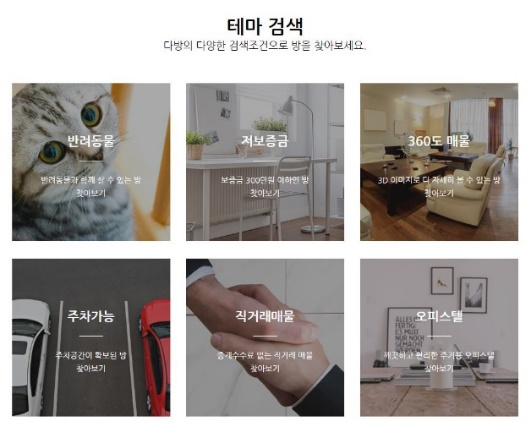 테마 검색
다방의 다양한 검색조건으로 방을 찾아보세요.
반려동물
반려동물과 함께 살 수 있는 방
찾아보기
저보증금
보증금 300만원 이하인 방
찾아보기
360도 매물
3D 이미지로 더 자세히 볼 수 있는 방
찾아보기
주차가능
주차공간이 확보된 방
찾아보기
직거래매물
중개수수료 없는 직거래 매물
찾아보기
오피스텔
깨끗하고 편리한 주거용 오피스텔
찾아보기
ALLES
FERTIG: